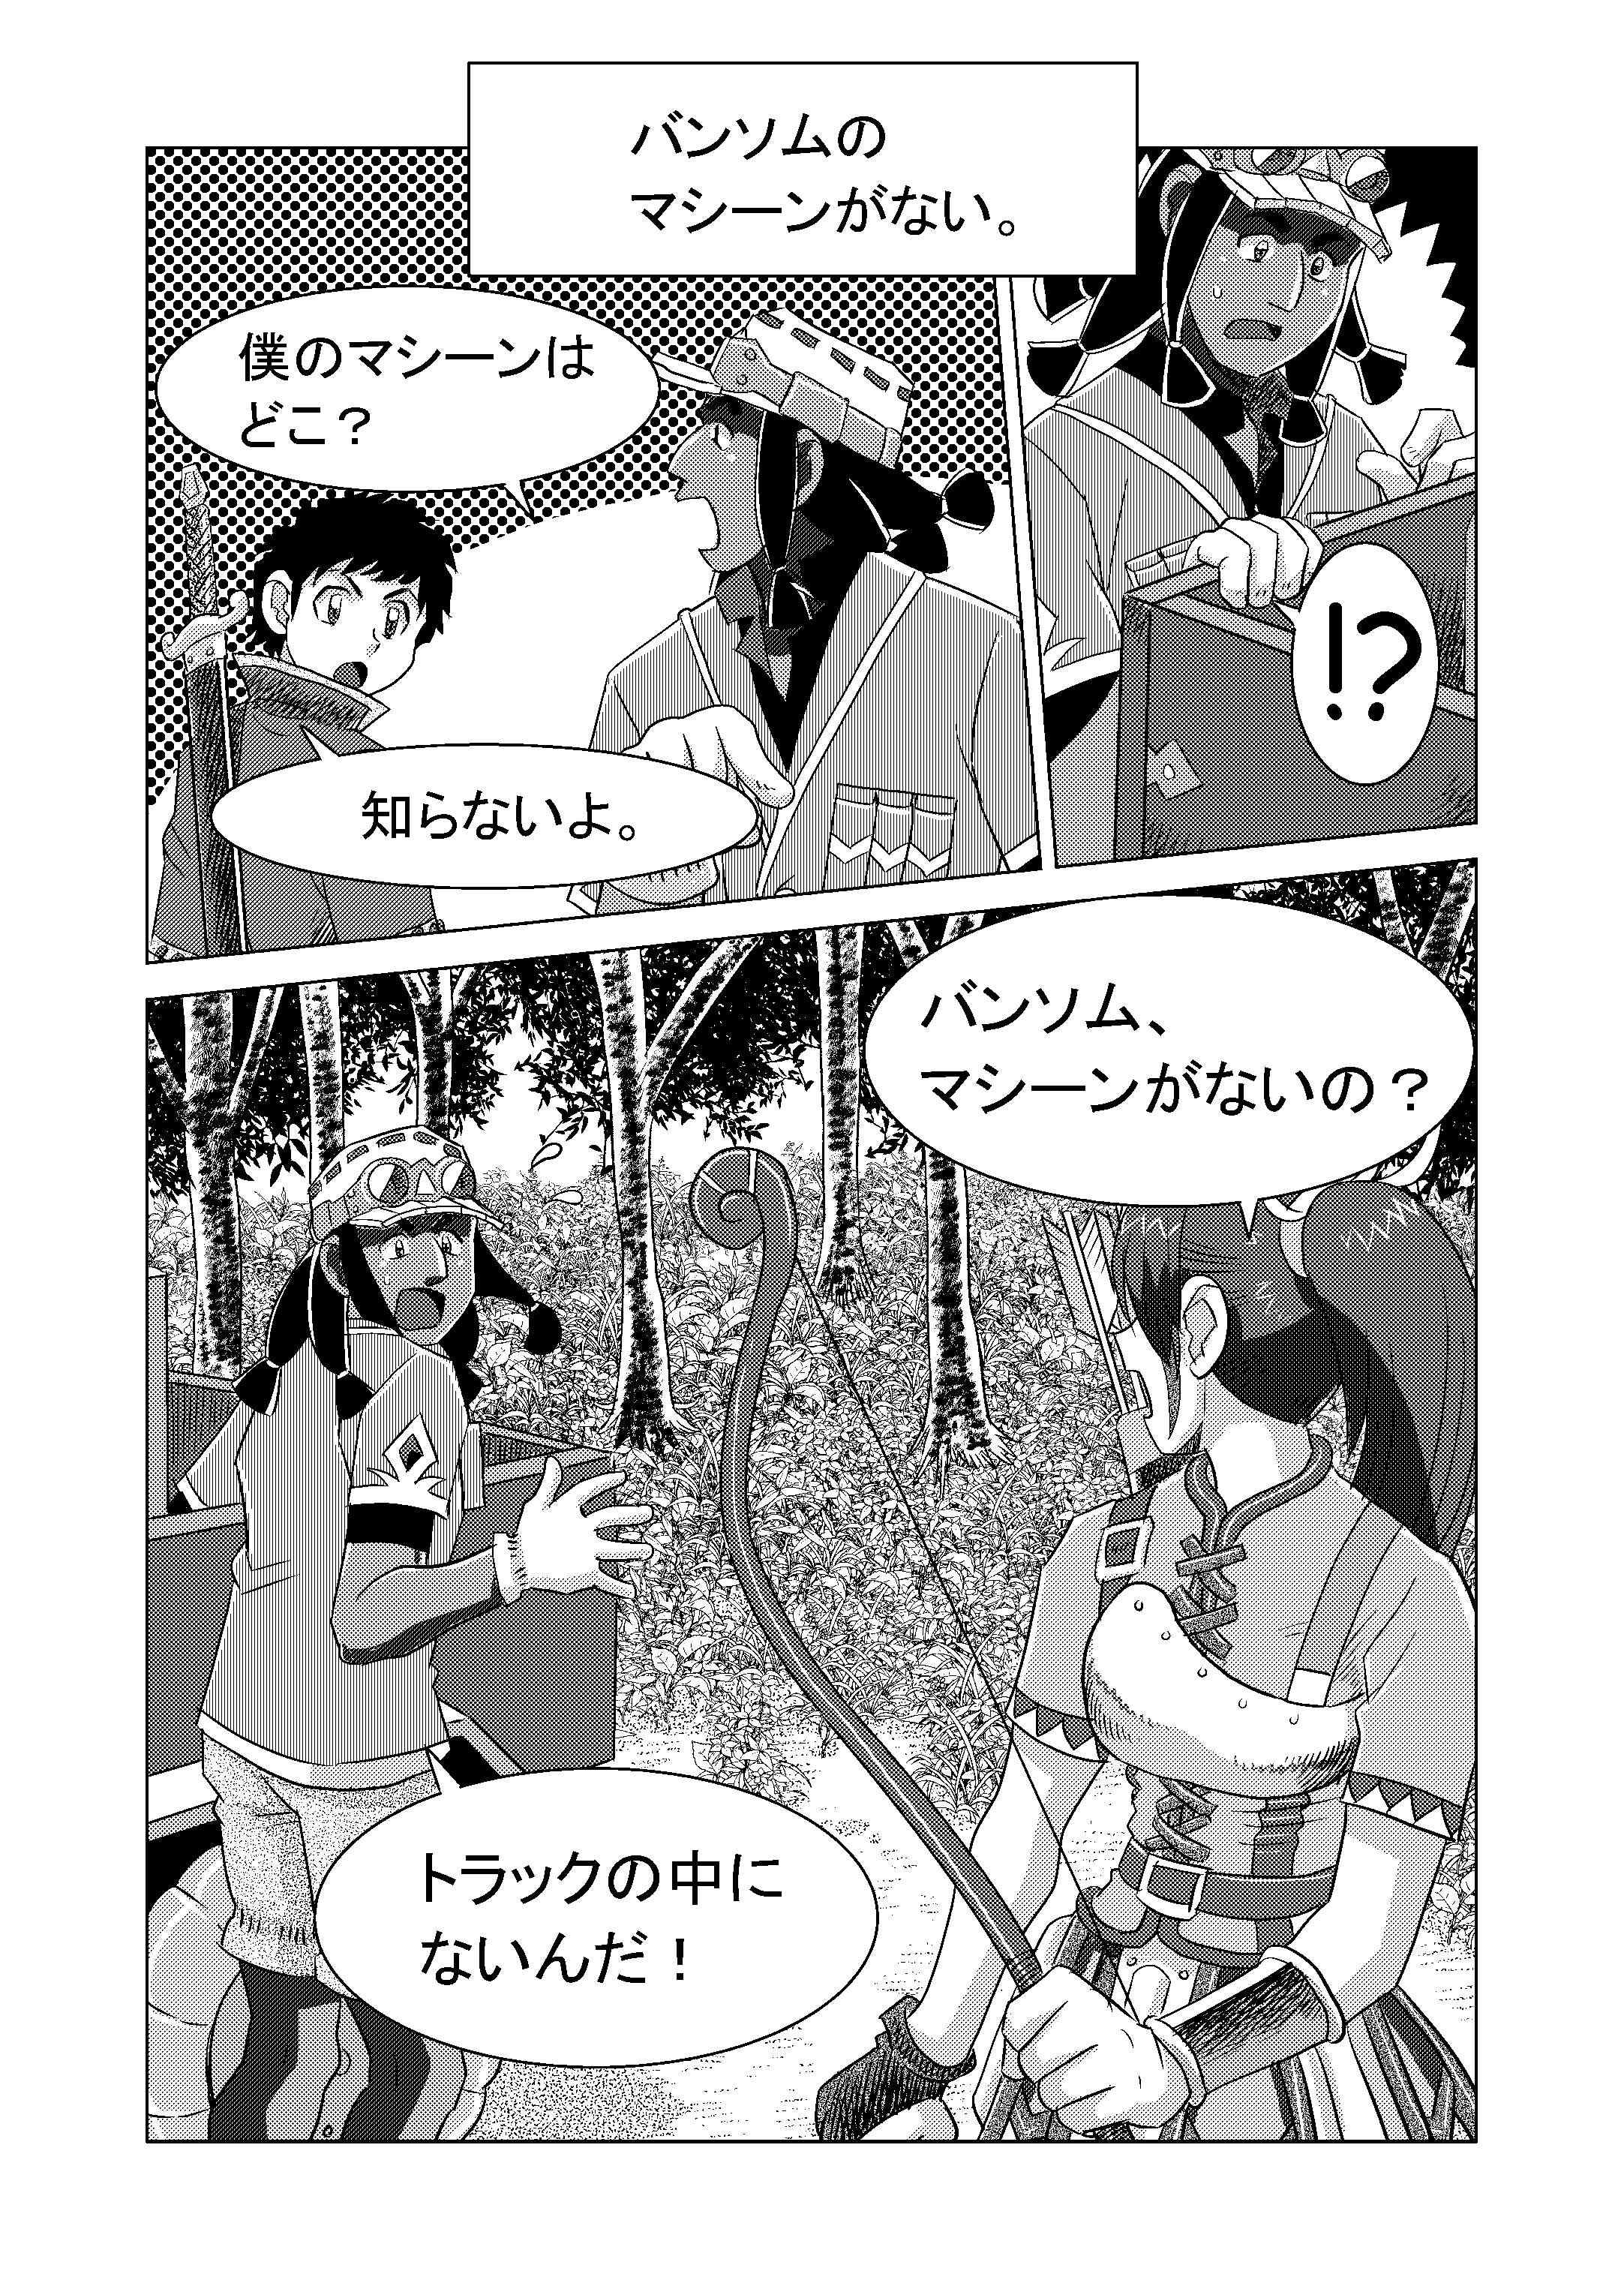 バンソムの
マシーンがない。
!?
僕のマシーンは
どこ？
知らないよ。
バンソム、
マシーンがないの？
トラックの中に
ないんだ！